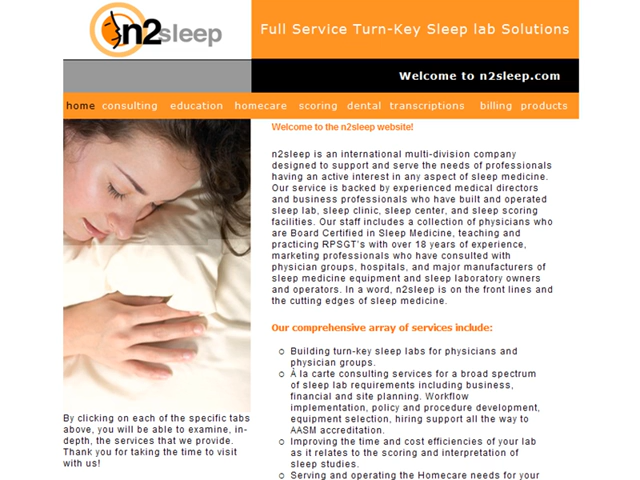 n2sleep
Full Service Turn-Key Sleep lab Solutions
Welcome to n2sleep.com
home consulting education homecare scoring dental transcriptions billing products
Welcome to the n2sleep website!
n2sleep is an international multi-division company
designed to support and serve the needs of professionals
having an active interest in any aspect of sleep medicine.
Our service is backed by experienced medical directors
and business professionals who have built and operated
sleep lab, sleep clinic, sleep center, and sleep scoring
facilities. Our staff includes a collection of physicians who
are Board Certified in Sleep Medicine, teaching and
practicing RPSGT's with over 18 years of experience,
marketing professionals who have consulted with
physician groups, hospitals, and major manufacturers of
sleep medicine equipment and sleep laboratory owners
and operators. In a word, n2sleep is on the front lines and
the cutting edges of sleep medicine.
Our comprehensive array of services include:
Building turn-key sleep labs for physicians and
physician groups.
À la carte consulting services for a broad spectrum
of sleep lab requirements including business,
financial and site planning. Workflow
implementation, policy and procedure development,
equipment selection, hiring support all the way to
AASM accreditation.
Improving the time and cost efficiencies of your lab
as it relates to the scoring and interpretation of
sleep studies.
Serving and operating the Homecare needs for your
By clicking on each of the specific tabs
above, you will be able to examine, in-
depth, the services that we provide.
Thank you for taking the time to visit
with us!